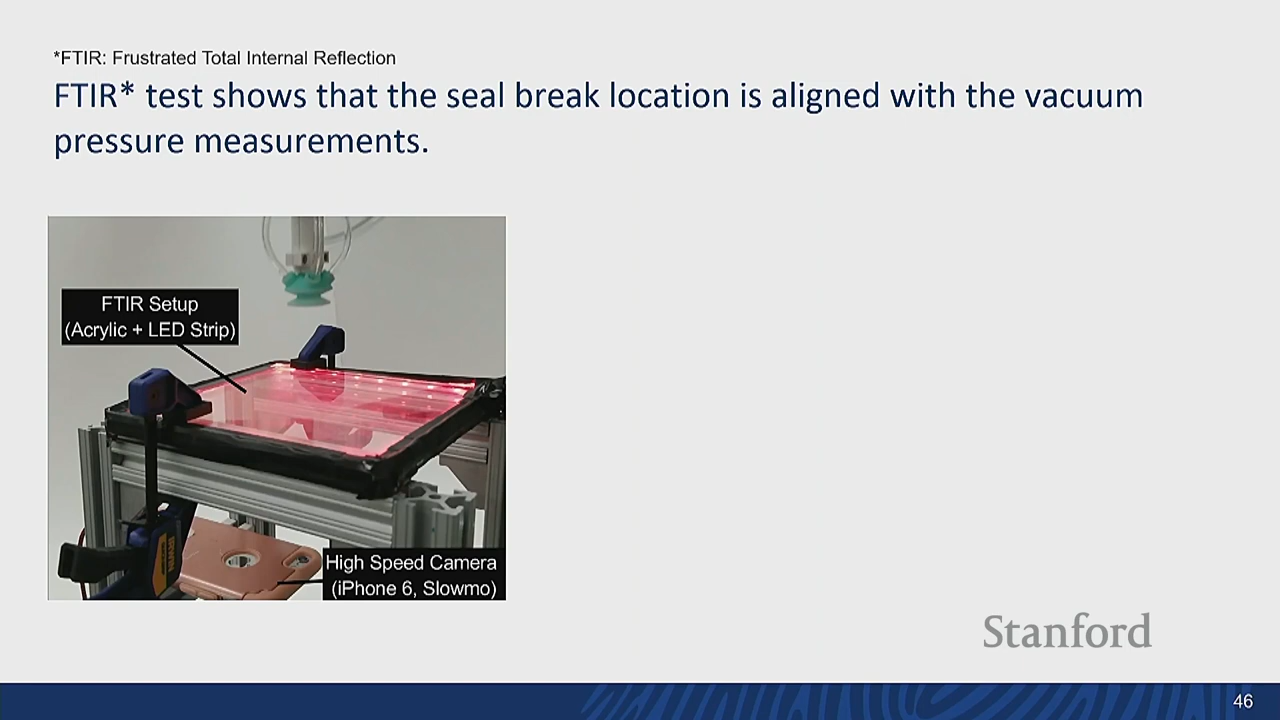 *FTIR: Frustrated Total Internal Reflection
FTIR* test shows that the seal break location is aligned with the vacuum
pressure measurements.
FTIR Setup
(Acrylic + LED Strip)
High Speed Camera
(iPhone 6, Slowmo)
Stanford
46